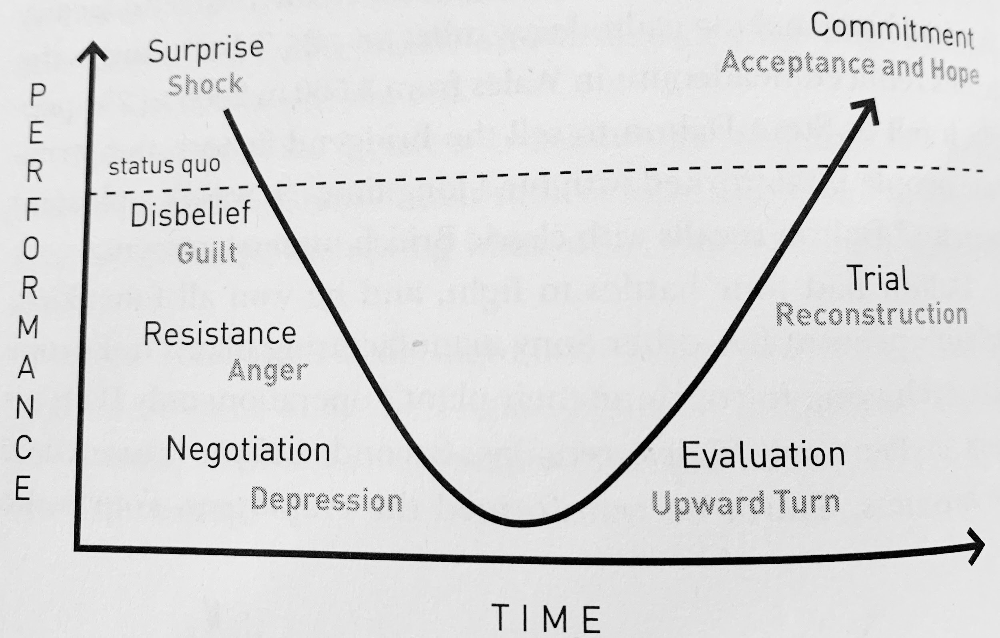 Commitment
Acceptance and Hope
Surprise
Shock
PERFORMANCE
status quo
Disbelief
Guilt
Trial
Reconstruction
Resistance
Anger
Negotiation
Depression
Evaluation
Upward Turn
TIME